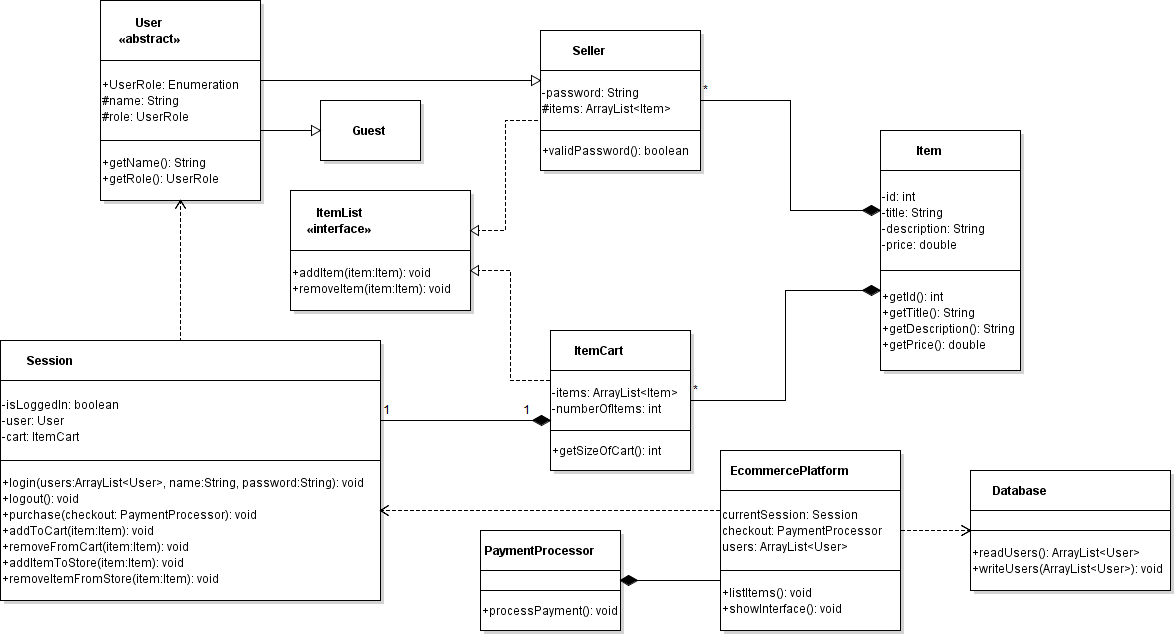 User
«abstract»
+UserRole: Enumeration
#name: String
#role: UserRole
+getName(): String
+getRole(): UserRole
Seller
-password: String
#items: ArrayList<Item>
+validPassword(): boolean
*
Guest
Item
-id: int
-title: String
-description: String
-price: double
+getId(): int
+getTitle(): String
+getDescription(): String
+getPrice(): double
ItemList
«interface»
+addItem(item:Item): void
+removeItem(item:Item): void
ItemCart
-items: ArrayList<Item>
-numberOfItems: int
+getSizeOfCart(): int
*
1
1
Session
-isLoggedIn: boolean
-user: User
-cart: ItemCart
+login(users:ArrayList<User>, name:String, password:String): void
+logout(): void
+purchase(checkout: PaymentProcessor): void
+addToCart(item:Item): void
+removeFromCart(item:Item): void
+addItemToStore(item:Item): void
+removeItemFromStore(item:Item): void
EcommercePlatform
currentSession: Session
checkout: PaymentProcessor
users: ArrayList<User>
+listItems(): void
+showInterface(): void
Database
+readUsers(): ArrayList<User>
+writeUsers(ArrayList<User>): void
PaymentProcessor
+processPayment(): void